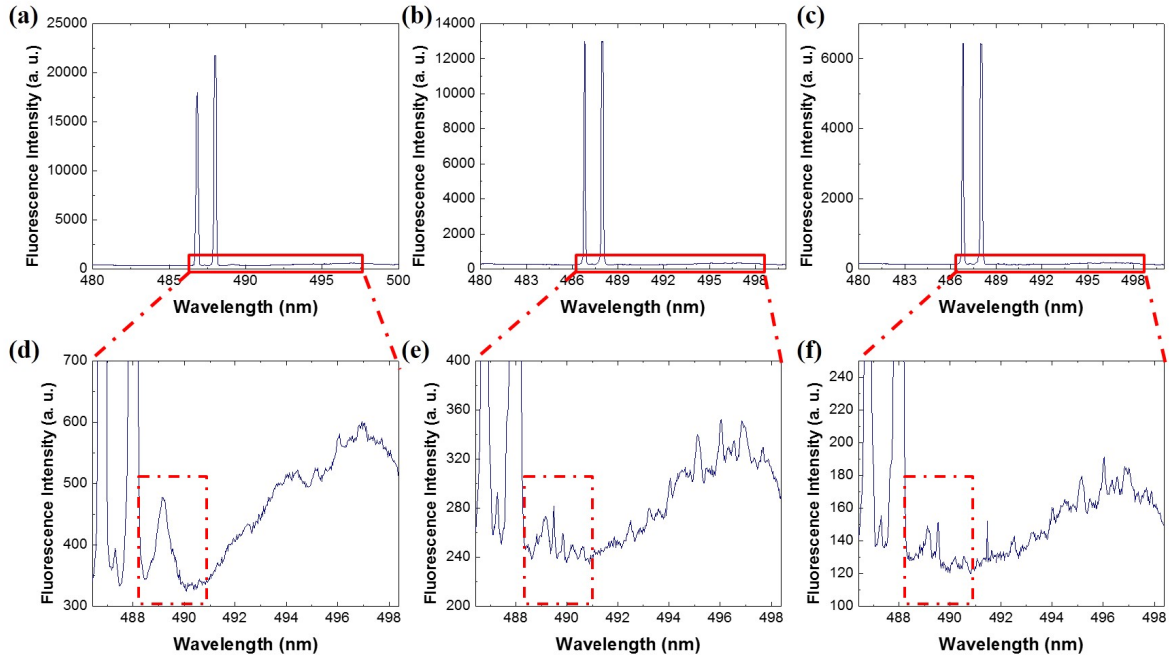 (a)
Fluorescence Intensity (a. u.)
25000
20000
15000
10000
5000
0
480 485 490 495 500
Wavelength (nm)
(b)
Fluorescence Intensity (a. u.)
14000
12000
10000
8000
6000
4000
2000
0
480 483 486 489 492 495 498
Wavelength (nm)
(c)
Fluorescence Intensity (a. u.)
6000
4000
2000
0
480 483 486 489 492 495 498
Wavelength (nm)
(d)
Fluorescence Intensity (a. u.)
700
600
500
400
300
488 490 492 494 496 498
Wavelength (nm)
(e)
Fluorescence Intensity (a. u.)
400
360
320
280
240
200
488 490 492 494 496 498
Wavelength (nm)
(f)
Fluorescence Intensity (a. u.)
240
220
200
180
160
140
120
100
488 490 492 494 496 498
Wavelength (nm)